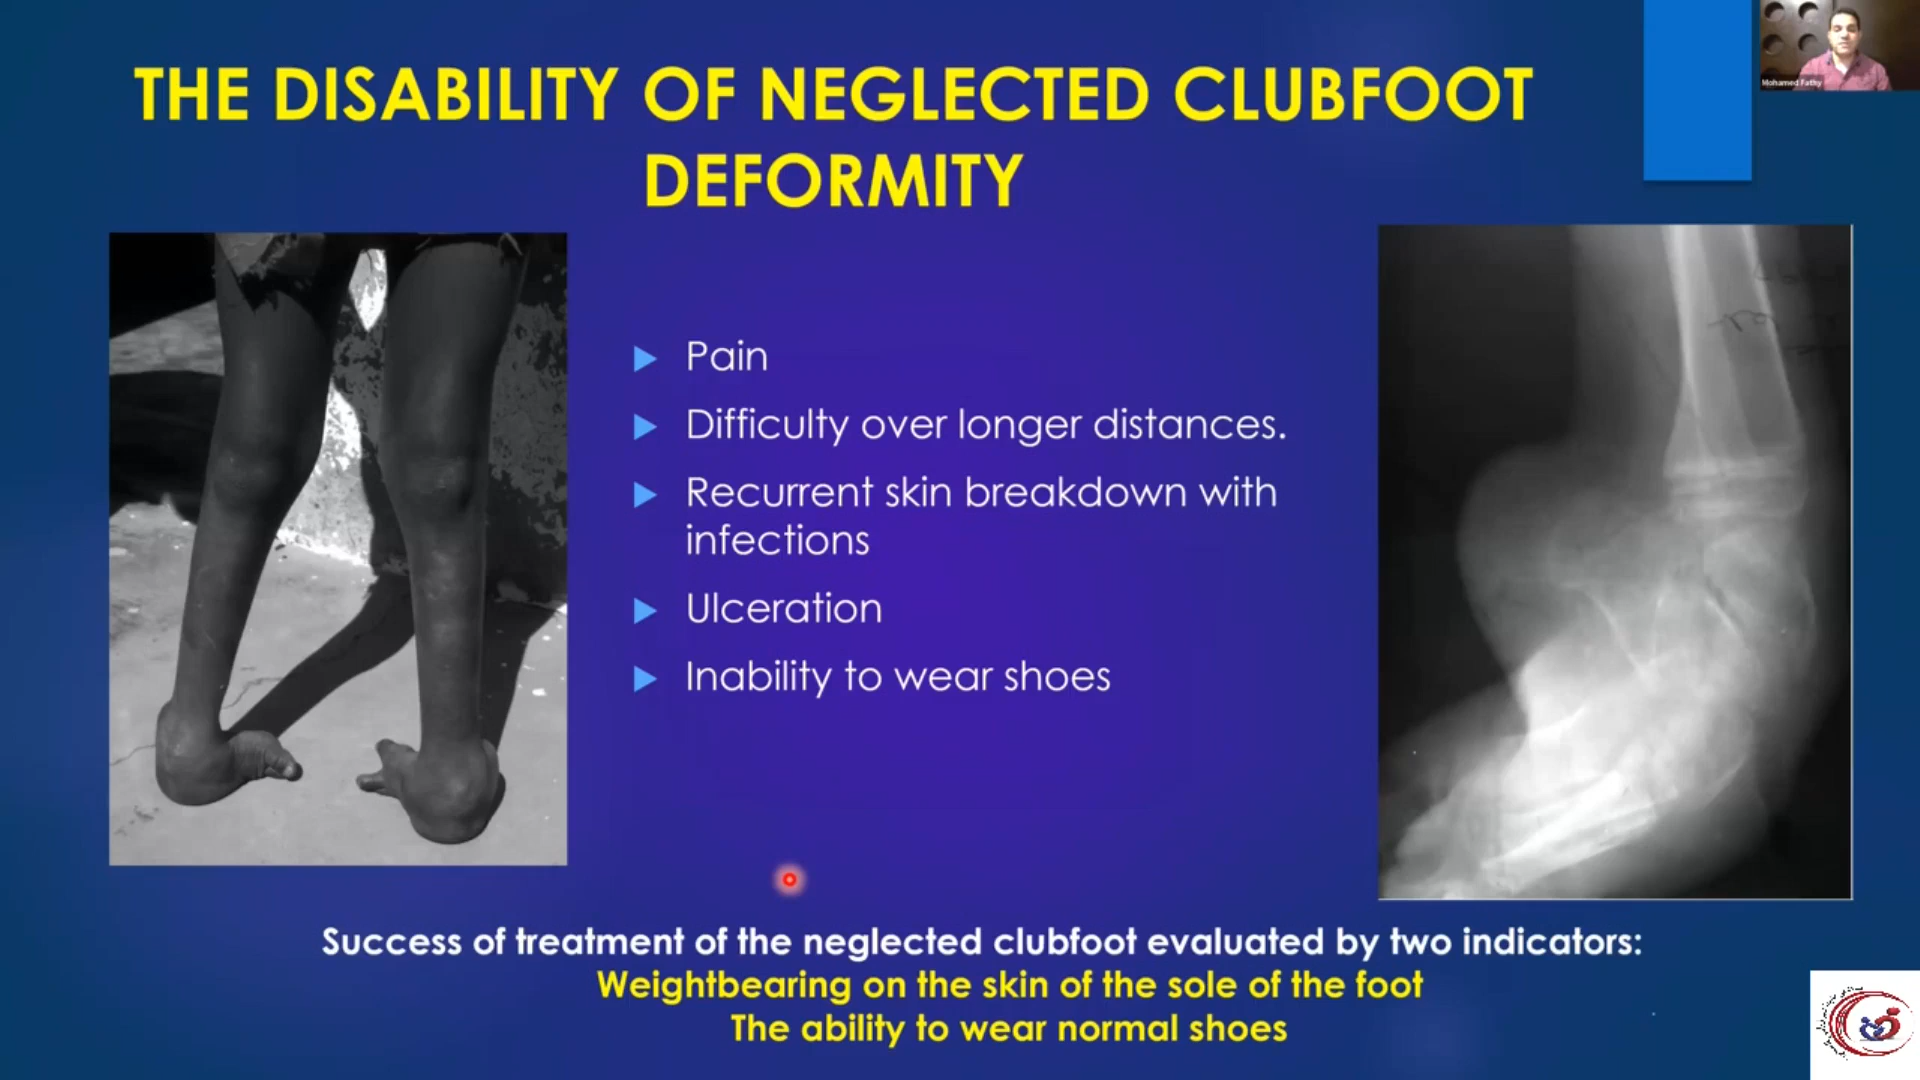 THE DISABILITY OF NEGLECTED CLUBFOOT
DEFORMITY
Mohamed Fathy
Pain
Difficulty over longer distances.
Recurrent skin breakdown with
infections
Ulceration
Inability to wear shoes
Success of treatment of the neglected clubfoot evaluated by two indicators:
Weightbearing on the skin of the sole of the foot
The ability to wear normal shoes